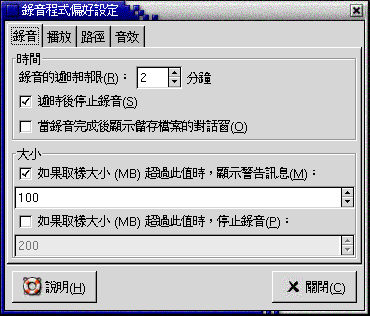 錄音程式偏好設定
錄音 播放 路徑 音效
時間
錄音的逾時時限(R)： 2 分鐘
逾時後停止錄音(S)
當錄音完成後顯示儲存檔案的對話窗(O)
大小
如果取樣大小 (MB) 超過此值時，顯示警告訊息(M)：
100
如果取樣大小 (MB) 超過此值時，停止錄音(P)：
200
說明(H) 關閉(C)